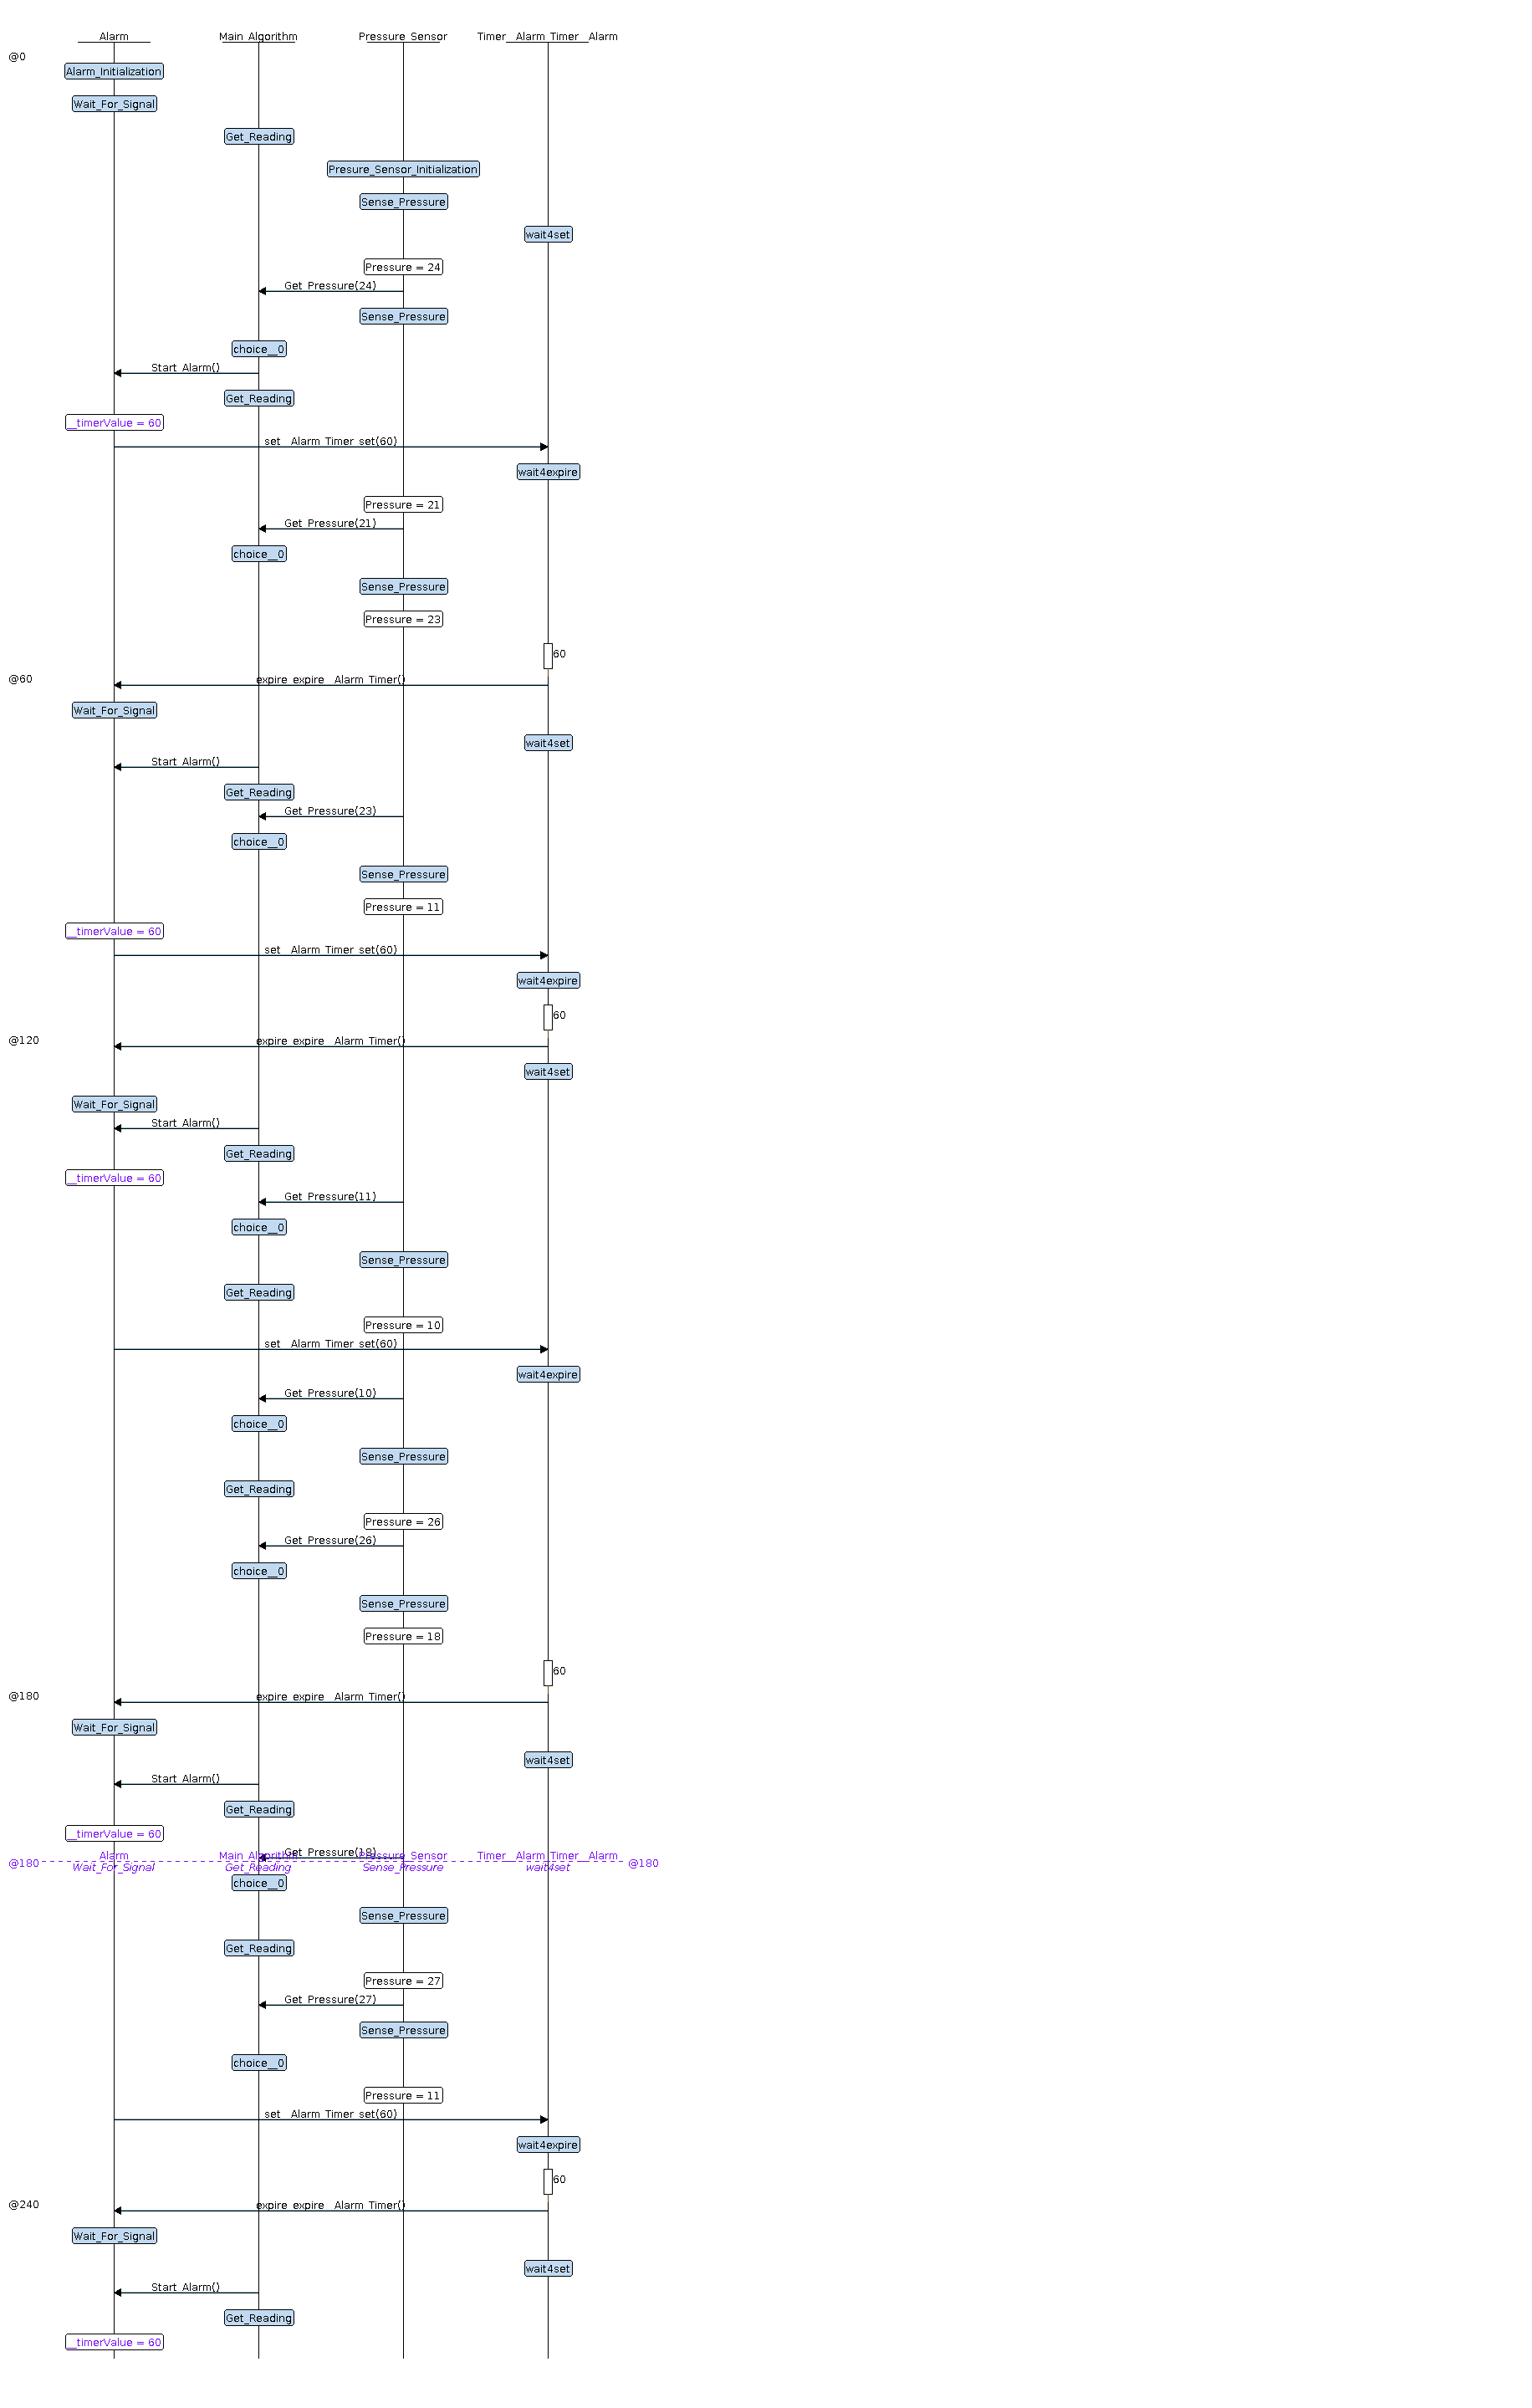 Alarm Main_Algorithm Pressure_Sensor Timer__Alarm_Timer__Alarm
@0
Alarm_Initialization
Wait_For_Signal
Get_Reading
Presure_Sensor_Initialization
Sense_Pressure
wait4set
Pressure = 24
Get_Pressure(24)
Sense_Pressure
choice__0
Start_Alarm()
Get_Reading
__timerValue = 60
set__Alarm_Timer_set(60)
wait4expire
Pressure = 21
Get_Pressure(21)
choice__0
Sense_Pressure
Pressure = 23
60
@60 expire_expire__Alarm_Timer()
Wait_For_Signal
wait4set
Start_Alarm()
Get_Reading
Get_Pressure(23)
choice__0
Sense_Pressure
Pressure = 11
__timerValue = 60
set__Alarm_Timer_set(60)
wait4expire
60
@120 expire_expire__Alarm_Timer()
wait4set
Wait_For_Signal
Start_Alarm()
Get_Reading
__timerValue = 60
Get_Pressure(11)
choice__0
Sense_Pressure
Get_Reading
Pressure = 10
set__Alarm_Timer_set(60)
wait4expire
Get_Pressure(10)
choice__0
Sense_Pressure
Get_Reading
Pressure = 26
Get_Pressure(26)
choice__0
Sense_Pressure
Pressure = 18
60
@180 expire_expire__Alarm_Timer()
Wait_For_Signal
wait4set
Start_Alarm()
Get_Reading
__timerValue = 60
Get_Pressure(18)
Alarm Main_Algorithm Pressure_Sensor Timer__Alarm_Timer__Alarm
@180 @180
Wait_For_Signal Get_Reading Sense_Pressure wait4set
choice__0
Sense_Pressure
Get_Reading
Pressure = 27
Get_Pressure(27)
Sense_Pressure
choice__0
Pressure = 11
set__Alarm_Timer_set(60)
wait4expire
60
@240 expire_expire__Alarm_Timer()
Wait_For_Signal
wait4set
Start_Alarm()
Get_Reading
__timerValue = 60